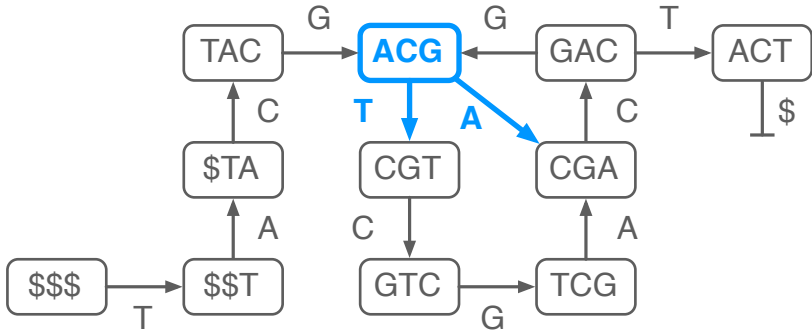 G G T
TAC ACG GAC ACT
C T A C $
$TA CGT CGA
A C A
$$$ $$T GTC TCG
T G